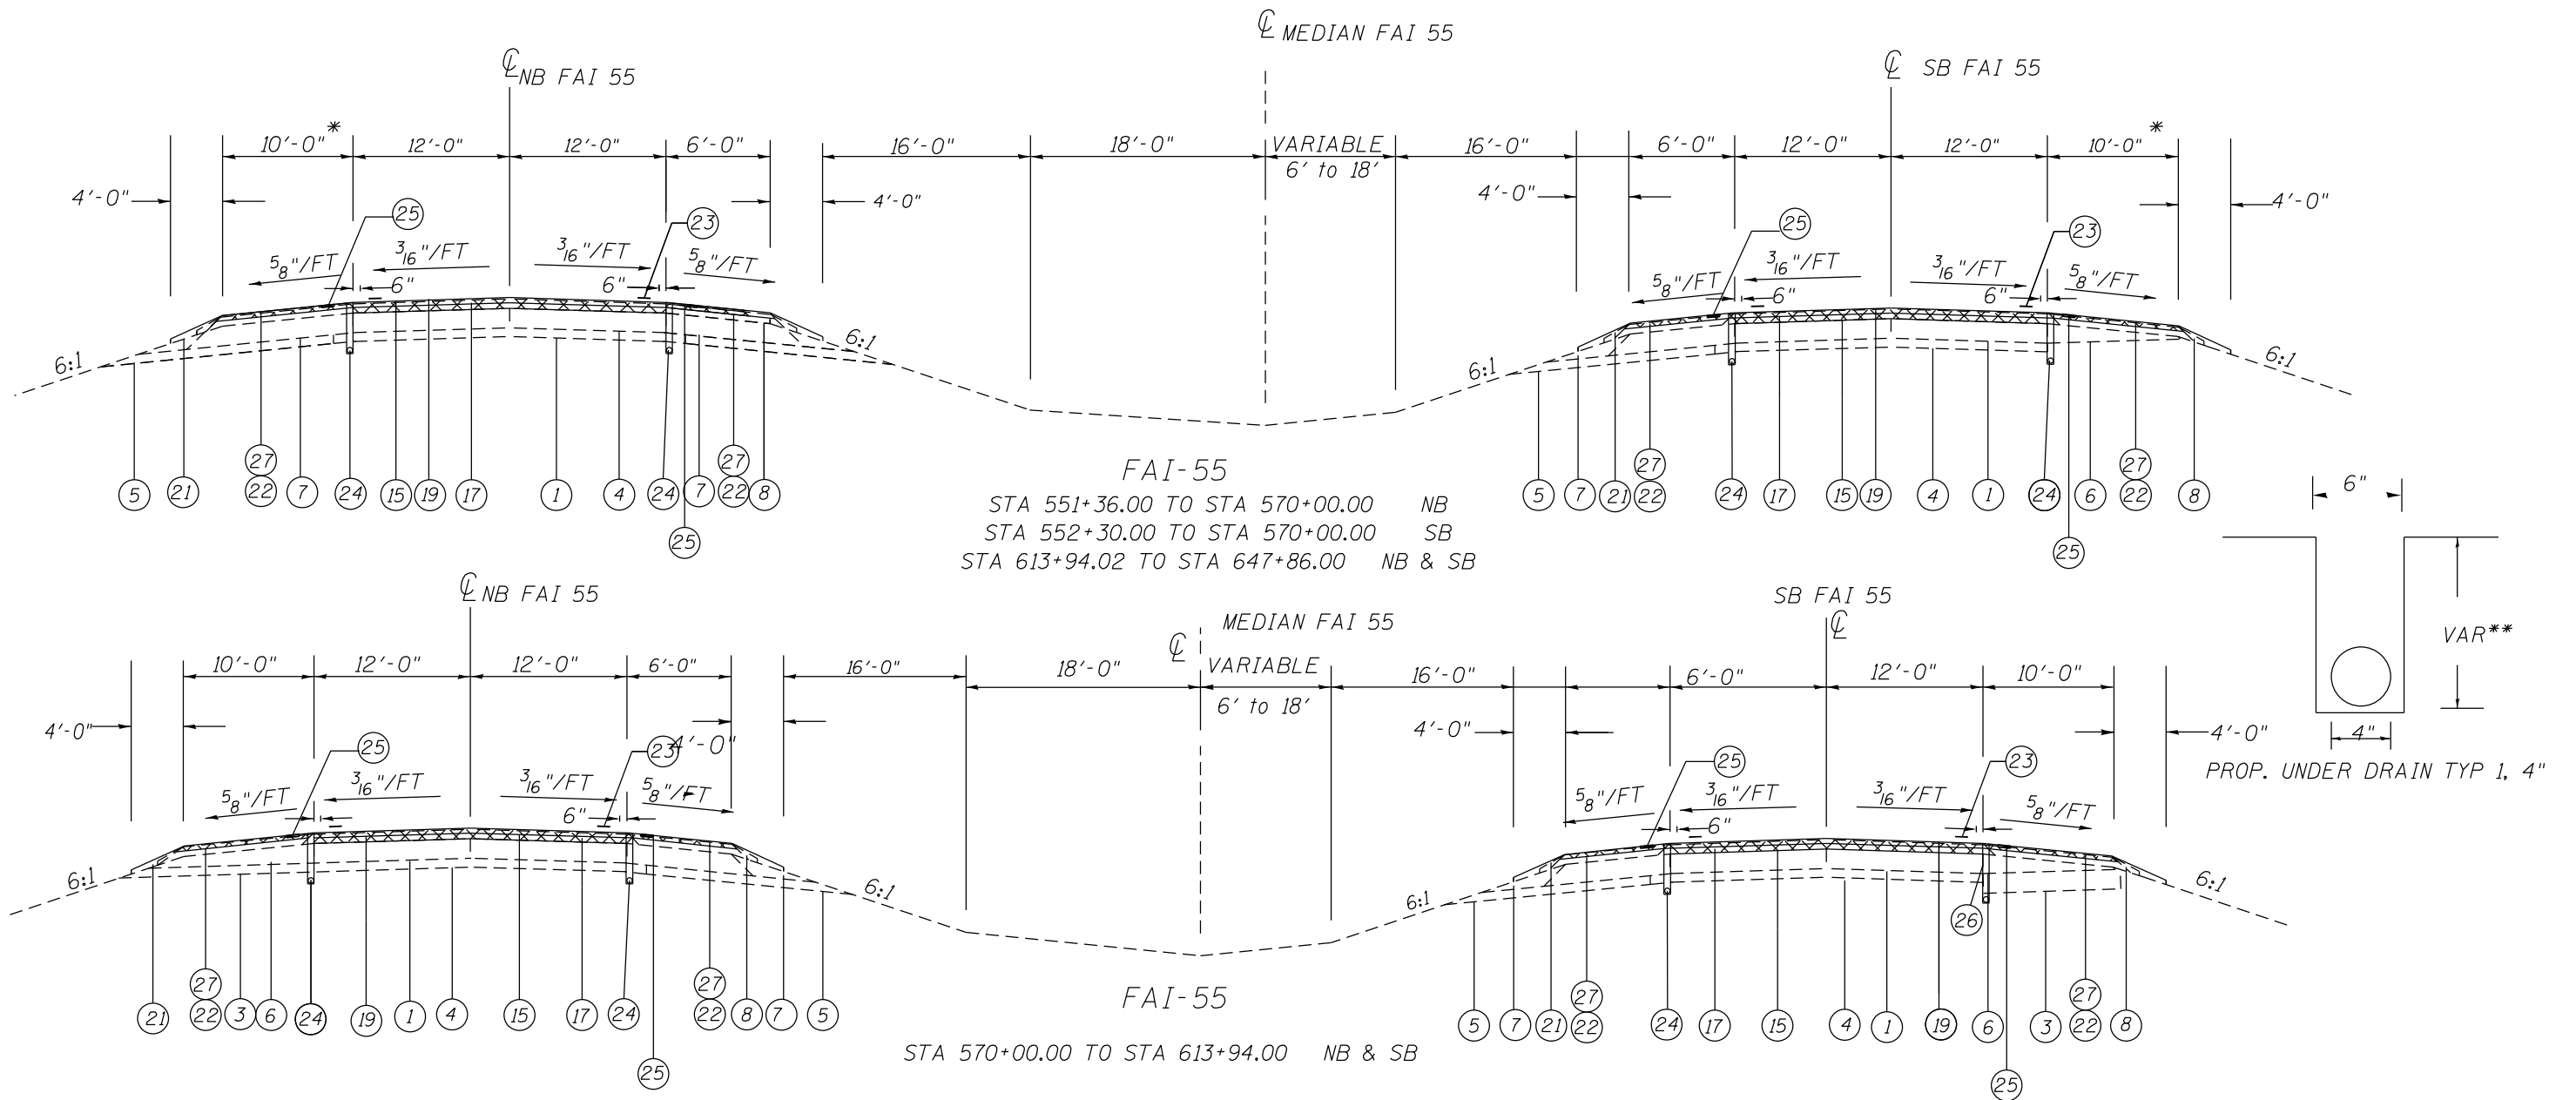 ℄ MEDIAN FAI 55
℄ NB FAI 55
℄ SB FAI 55
10'-0" * 12'-0" 12'-0" 6'-0" 16'-0" 18'-0" VARIABLE 16'-0" 6'-0" 12'-0" 12'-0" 10'-0" *
6' to 18'
4'-0" 4'-0" 4'-0" 4'-0"
25 23 25 23
5/8"/FT 3/16"/FT 3/16"/FT 5/8"/FT 5/8"/FT 3/16"/FT 3/16"/FT 5/8"/FT
6" 6" 6" 6"
6:1 6:1 6:1 6:1
27 27 27 27
5 21 22 7 24 15 19 17 1 4 24 7 22 8 5 7 21 22 24 17 15 19 4 1 24 6 22 8
25 25
FAI-55
STA 551+36.00 TO STA 570+00.00 NB
STA 552+30.00 TO STA 570+00.00 SB
STA 613+94.02 TO STA 647+86.00 NB & SB
6"
VAR**
4"
PROP. UNDER DRAIN TYP 1, 4"
℄ NB FAI 55
℄ MEDIAN FAI 55
SB FAI 55
℄
10'-0" 12'-0" 12'-0" 6'-0" 16'-0" 18'-0" VARIABLE 16'-0" 6'-0" 12'-0" 10'-0"
6' to 18'
4'-0" 4'-0" 4'-0" 4'-0"
25 23 25 23
5/8"/FT 3/16"/FT 3/16"/FT 5/8"/FT 5/8"/FT 3/16"/FT 3/16"/FT 5/8"/FT
6" 6"
6:1 6:1 6:1 6:1
26
27 27 27 27
21 22 3 6 24 19 1 4 15 17 24 22 8 7 5 5 7 21 22 24 17 15 4 1 19 6 3 22 8
25 25
FAI-55
STA 570+00.00 TO STA 613+94.00 NB & SB